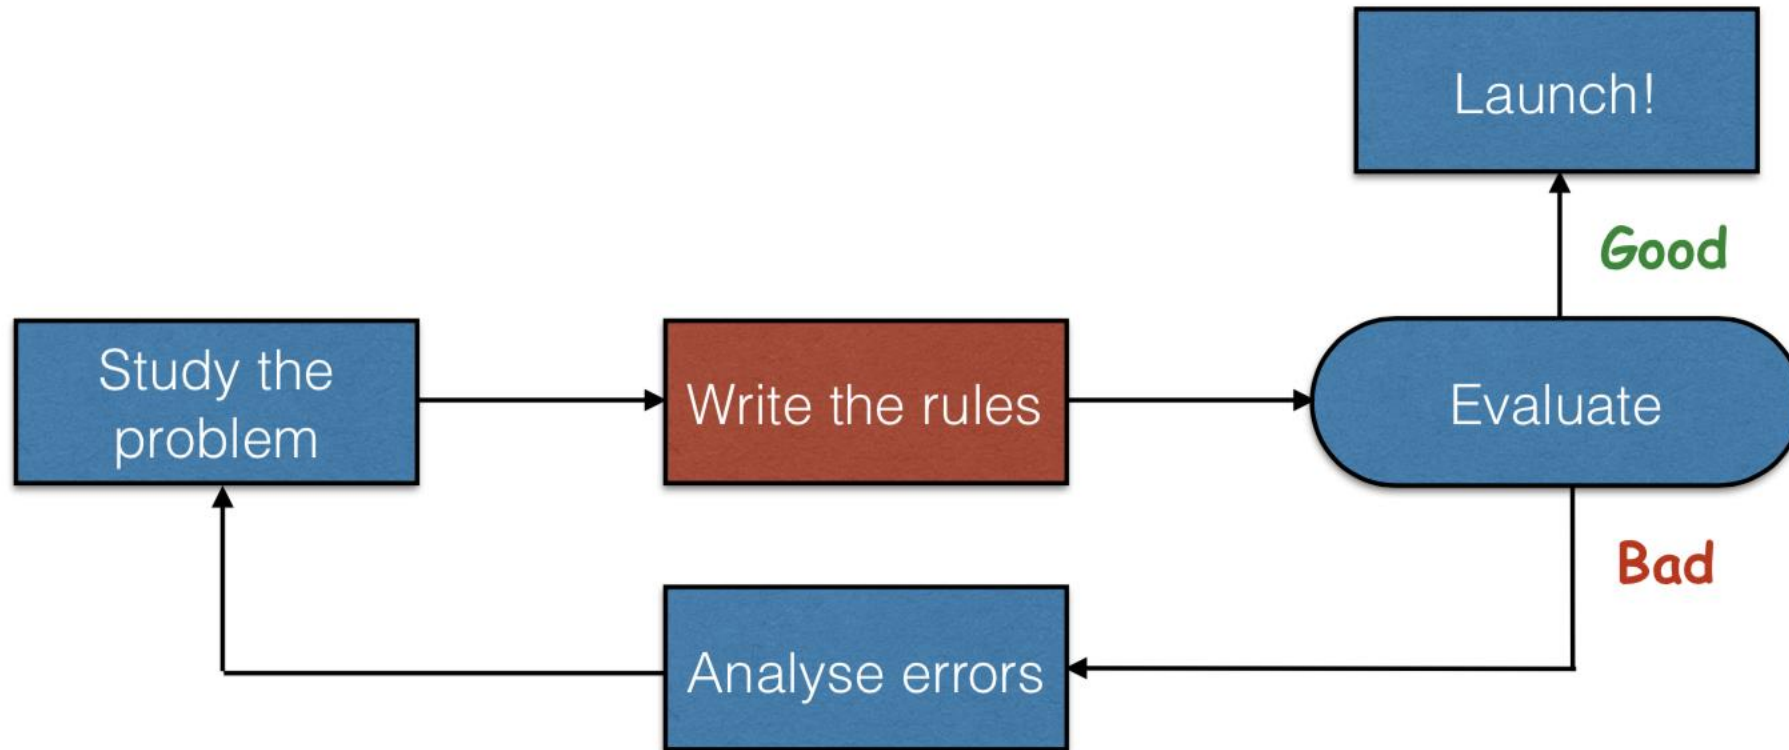 Launch!
Good
Study the
problem
Write the rules
Evaluate
Bad
Analyse errors